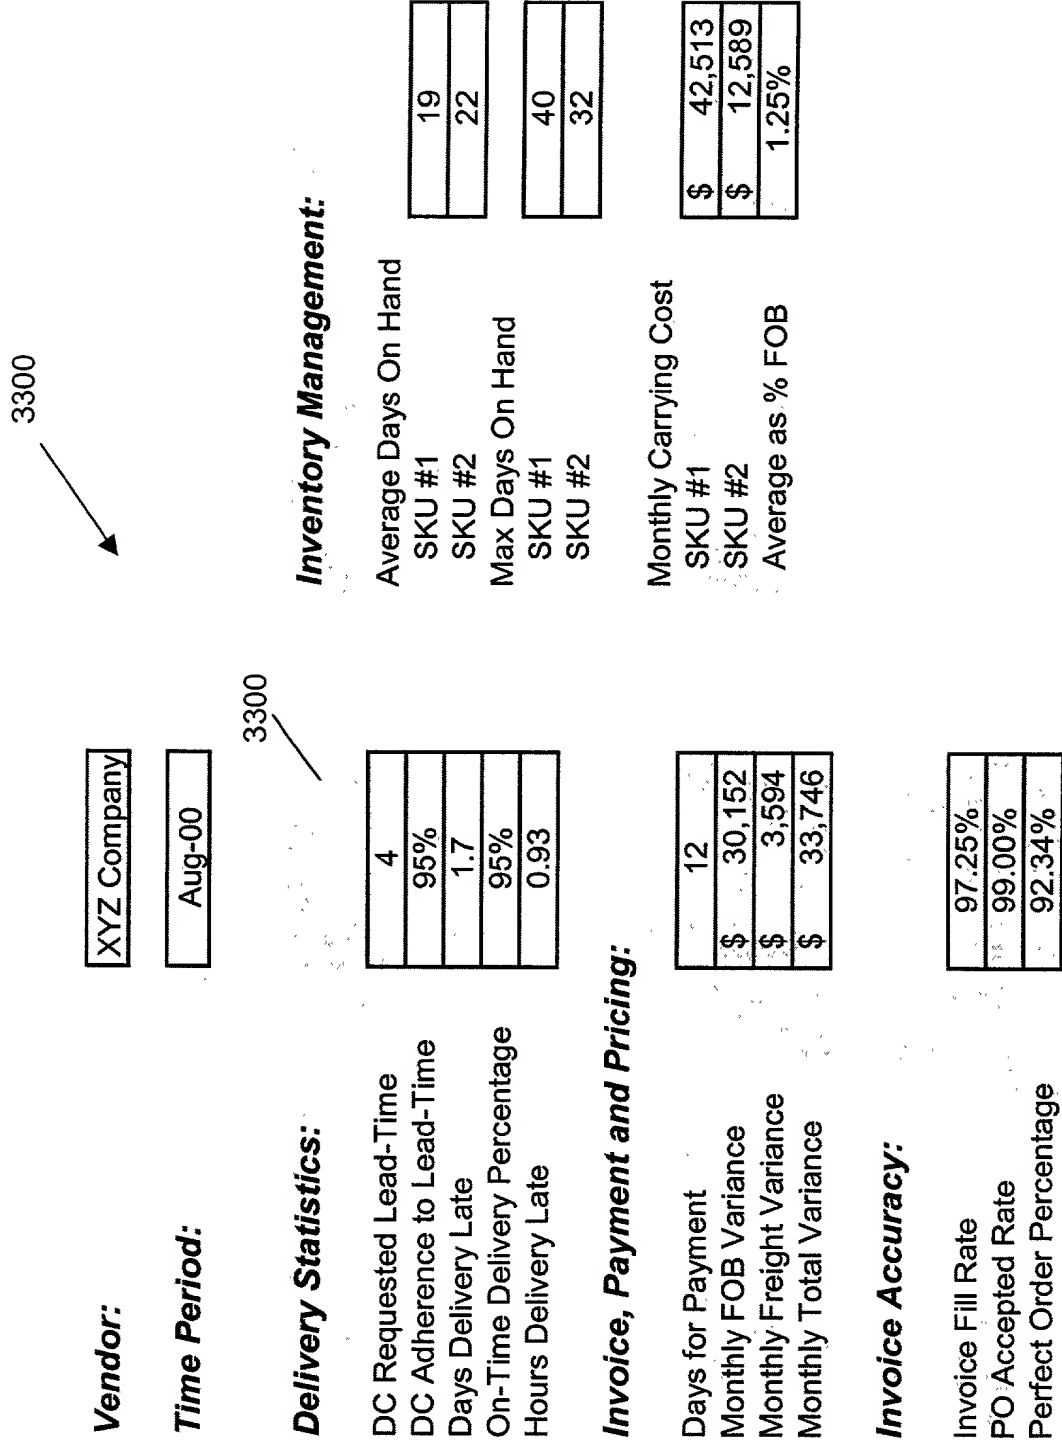 3300
Vendor: XYZ Company
Time Period: Aug-00
3300
Delivery Statistics:
DC Requested Lead-Time 4
DC Adherence to Lead-Time 95%
Days Delivery Late 1.7
On-Time Delivery Percentage 95%
Hours Delivery Late 0.93
Invoice, Payment and Pricing:
Days for Payment 12
Monthly FOB Variance $ 30,152
Monthly Freight Variance $ 3,594
Monthly Total Variance $ 33,746
Invoice Accuracy:
Invoice Fill Rate 97.25%
PO Accepted Rate 99.00%
Perfect Order Percentage 92.34%
Inventory Management:
Average Days On Hand
SKU #1 19
SKU #2 22
Max Days On Hand
SKU #1 40
SKU #2 32
Monthly Carrying Cost
SKU #1 $ 42,513
SKU #2 $ 12,589
Average as % FOB 1.25%